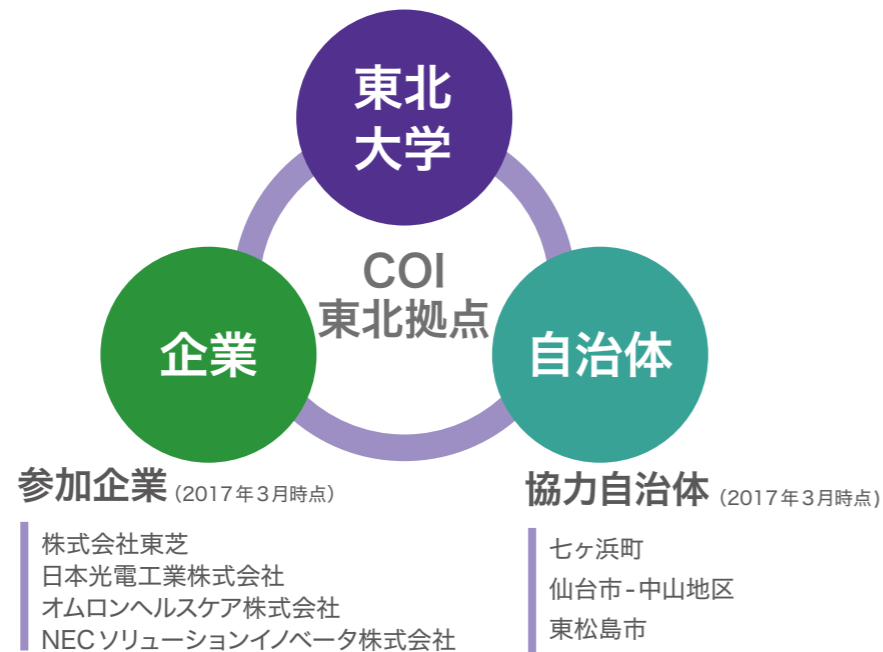 東北
大学
COI
東北拠点
企業
自治体
参加企業(2017年3月時点)
株式会社東芝
日本光電工業株式会社
オムロンヘルスケア株式会社
NECソリューションイノベータ株式会社
協力自治体(2017年3月時点)
七ヶ浜町
仙台市-中山地区
東松島市